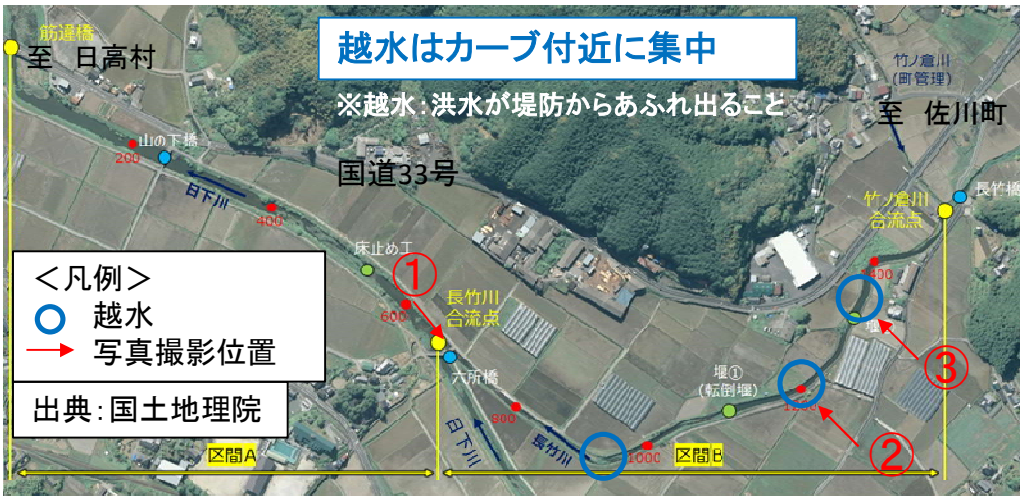 筋違橋
至 日高村
越水はカーブ付近に集中
※越水：洪水が堤防からあふれ出ること
竹ノ倉川
(町管理)
至 佐川町
200
山の下橋
国道33号
日下川
400
長竹橋
竹ノ倉川
合流点
床止め工
①
600
長竹川
合流点
1400
堰
③
＜凡例＞
越水
写真撮影位置
出典：国土地理院
六所橋
堰①
(転倒堰)
1200
800
②
日下川
長竹川
1000
区間A
区間B